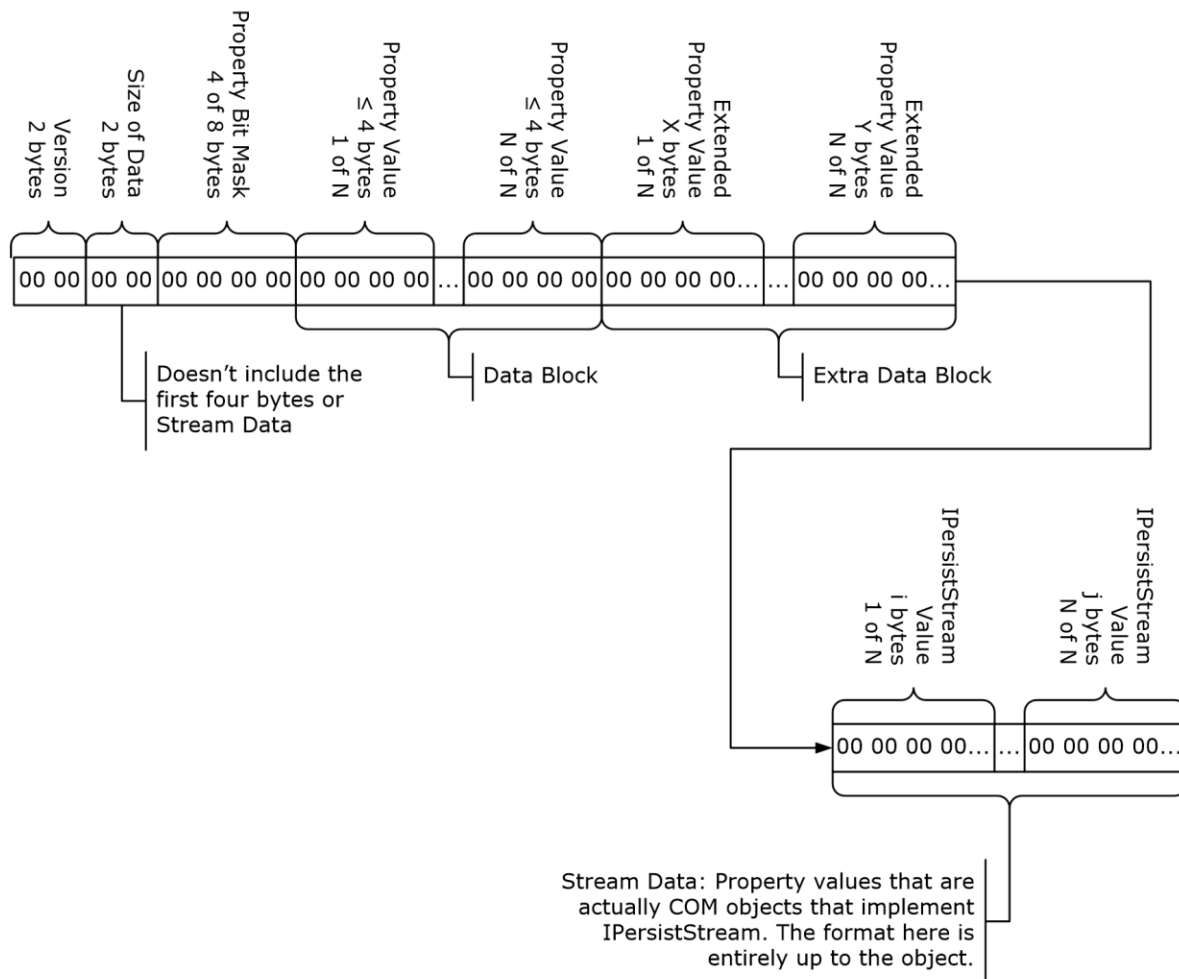 Version
2 bytes
Size of Data
2 bytes
Property Bit Mask
4 of 8 bytes
Property Value
≤ 4 bytes
1 of N
Property Value
≤ 4 bytes
N of N
Extended
Property Value
X bytes
1 of N
Extended
Property Value
Y bytes
N of N
00 00
00 00
00 00 00 00
00 00 00 00
...
00 00 00 00
00 00 00 00...
...
00 00 00 00...
Doesn’t include the
first four bytes or
Stream Data
Data Block
Extra Data Block
IPersistStream
Value
i bytes
1 of N
IPersistStream
Value
j bytes
N of N
00 00 00 00...
...
00 00 00 00...
Stream Data: Property values that are
actually COM objects that implement
IPersistStream. The format here is
entirely up to the object.